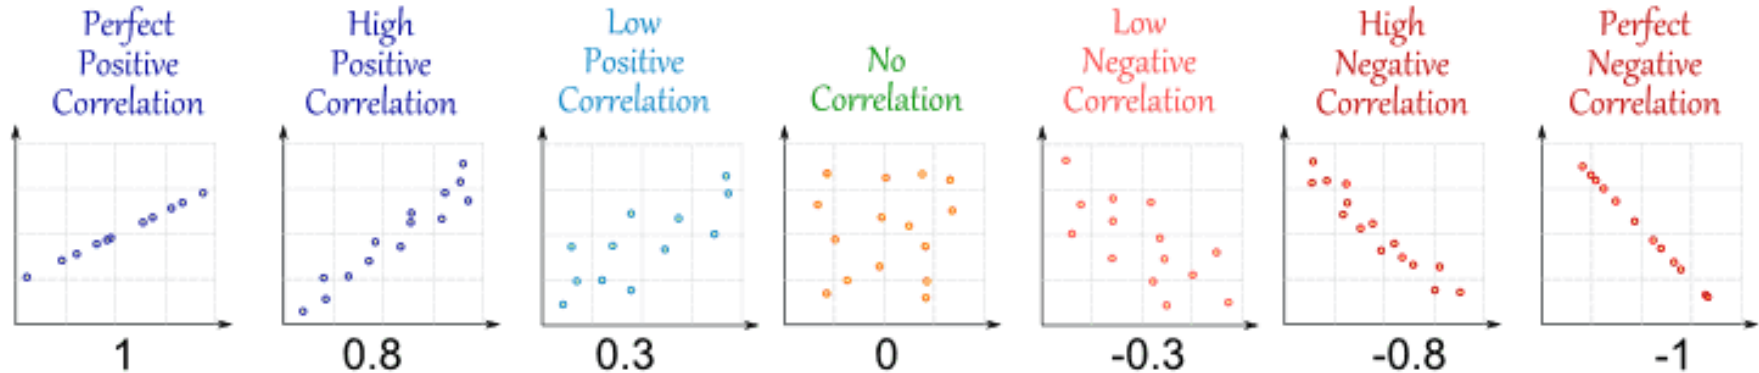 Perfect
Positive
Correlation
High
Positive
Correlation
Low
Positive
Correlation
No
Correlation
Low
Negative
Correlation
High
Negative
Correlation
Perfect
Negative
Correlation
1
0.8
0.3
0
-0.3
-0.8
-1